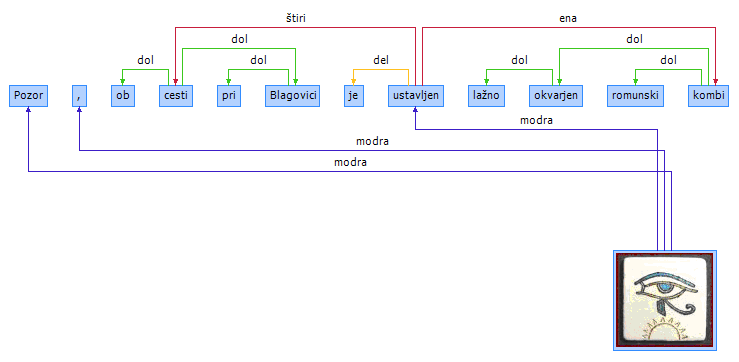 štiri ena
dol dol
dol dol del dol dol
Pozor , ob cesti pri Blagovici je ustavljen lažno okvarjen romunski kombi
modra
modra
modra